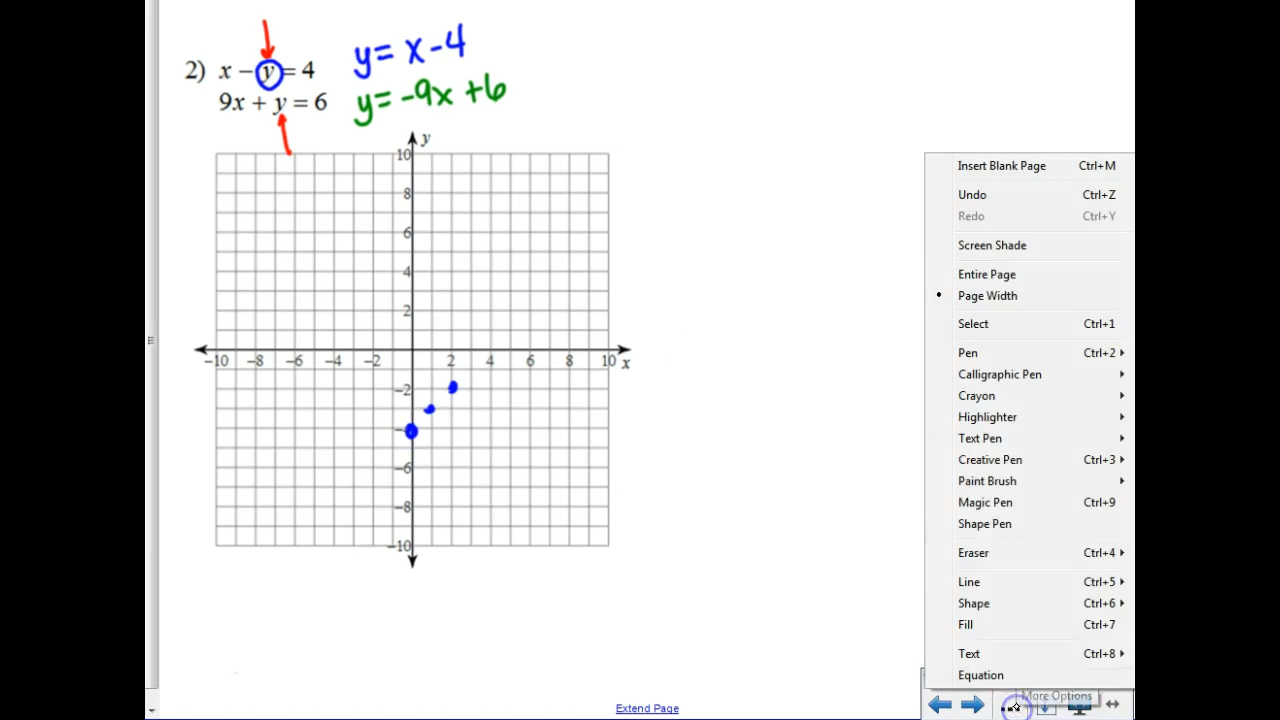 2) x − y = 4 y = x - 4
9x + y = 6 y = -9x + 6
y
10
8
6
4
2
−10 −8 −6 −4 −2 2 4 6 8 10 x
−2
−6
−8
−10
Insert Blank Page Ctrl+M
Undo Ctrl+Z
Redo Ctrl+Y
Screen Shade
Entire Page
Page Width
Select Ctrl+1
Pen Ctrl+2
Calligraphic Pen
Crayon
Highlighter
Text Pen
Creative Pen Ctrl+3
Paint Brush
Magic Pen Ctrl+9
Shape Pen
Eraser Ctrl+4
Line Ctrl+5
Shape Ctrl+6
Fill Ctrl+7
Text Ctrl+8
Equation
More Options
Extend Page